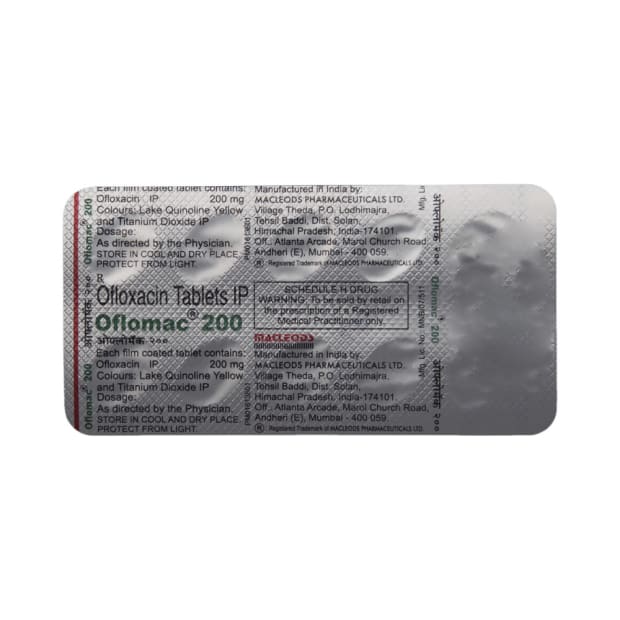 Each film coated tablet contains:
Ofloxacin IP 200 mg
Colours: Lake Quinoline Yellow
and Titanium Dioxide IP
Dosage:
As directed by the Physician.
STORE IN COOL AND DRY PLACE
PROTECT FROM LIGHT.
Manufactured in India by:
MACLEODS PHARMACEUTICALS LTD.
Village Theda, P.O. Lodhimajra,
Tehsil Baddi, Dist. Solan,
Himachal Pradesh, India-174101.
Off.: Atlanta Arcade, Marol Church Road,
Andheri (E), Mumbai - 400 059.
® : Registered Trademark of MACLEODS PHARMACEUTICALS LTD.
Rx
Ofloxacin Tablets IP
Oflomac® 200
ओफ्लोमॅक २००
SCHEDULE H DRUG
WARNING: To be sold by retail on
the prescription of a Registered
Medical Practitioner only.
MACLEODS
Each film coated tablet contains:
Ofloxacin IP 200 mg
Colours: Lake Quinoline Yellow
and Titanium Dioxide IP
Dosage:
As directed by the Physician.
STORE IN COOL AND DRY PLACE
PROTECT FROM LIGHT.
Manufactured in India by:
MACLEODS PHARMACEUTICALS LTD.
Village Theda, P.O. Lodhimajra,
Tehsil Baddi, Dist. Solan,
Himachal Pradesh, India-174101.
Off.: Atlanta Arcade, Marol Church Road,
Andheri (E), Mumbai - 400 059.
® : Registered Trademark of MACLEODS PHARMACEUTICALS LTD.
Oflomac 200
Oflomac 200
Oflomac 200